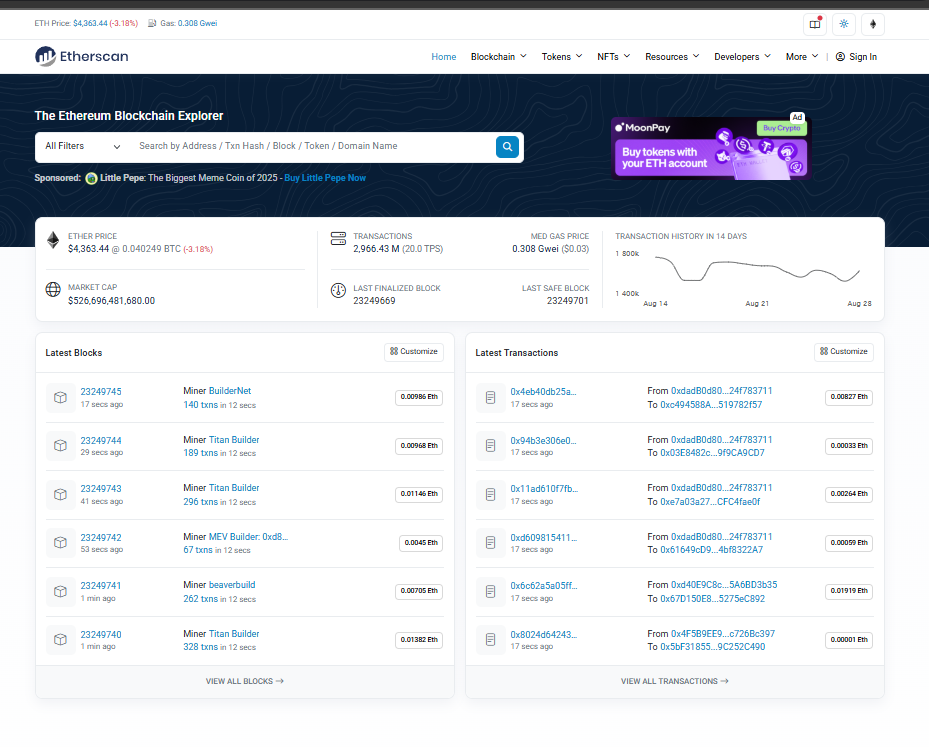 ETH Price: $4,363.44 (-3.18%) Gas: 0.308 Gwei
Etherscan
Home Blockchain Tokens NFTs Resources Developers More | Sign In
The Ethereum Blockchain Explorer
All Filters Search by Address / Txn Hash / Block / Token / Domain Name
Sponsored: Little Pepe: The Biggest Meme Coin of 2025 - Buy Little Pepe Now
Ad
MoonPay
Buy Crypto
Buy tokens with
your ETH account
ETHER PRICE
$4,363.44 @ 0.040249 BTC (-3.18%)
MARKET CAP
$526,696,481,680.00
TRANSACTIONS
2,966.43 M (20.0 TPS)
MED GAS PRICE
0.308 Gwei ($0.03)
LAST FINALIZED BLOCK
23249669
LAST SAFE BLOCK
23249701
TRANSACTION HISTORY IN 14 DAYS
1 800k
1 400k
Aug 14 Aug 21 Aug 28
Latest Blocks
Customize
23249745
17 secs ago
Miner BuilderNet
140 txns in 12 secs
0.00986 Eth
23249744
29 secs ago
Miner Titan Builder
189 txns in 12 secs
0.00968 Eth
23249743
41 secs ago
Miner Titan Builder
296 txns in 12 secs
0.01146 Eth
23249742
53 secs ago
Miner MEV Builder: 0xd8...
67 txns in 12 secs
0.0045 Eth
23249741
1 min ago
Miner beaverbuild
262 txns in 12 secs
0.00705 Eth
23249740
1 min ago
Miner Titan Builder
328 txns in 12 secs
0.01382 Eth
VIEW ALL BLOCKS →
Latest Transactions
Customize
0x4eb40db25a...
17 secs ago
From 0xdadB0d80...24f783711
To 0xc494588A...519782f57
0.00827 Eth
0x94b3e306e0...
17 secs ago
From 0xdadB0d80...24f783711
To 0x03E8482c...9f9CA9CD7
0.00033 Eth
0x11ad610f7fb...
17 secs ago
From 0xdadB0d80...24f783711
To 0xe7a03a27...CFC4fae0f
0.00264 Eth
0xd609815411...
17 secs ago
From 0xdadB0d80...24f783711
To 0x61649cD9...4bf8322A7
0.00059 Eth
0x6c62a5a05ff...
17 secs ago
From 0xd40E9C8c...5A6BD3b35
To 0x67D150E8...5275eC892
0.01919 Eth
0x8024d64243...
17 secs ago
From 0x4F5B9EE9...c726Bc397
To 0x5bF31855...9C252C490
0.00001 Eth
VIEW ALL TRANSACTIONS →